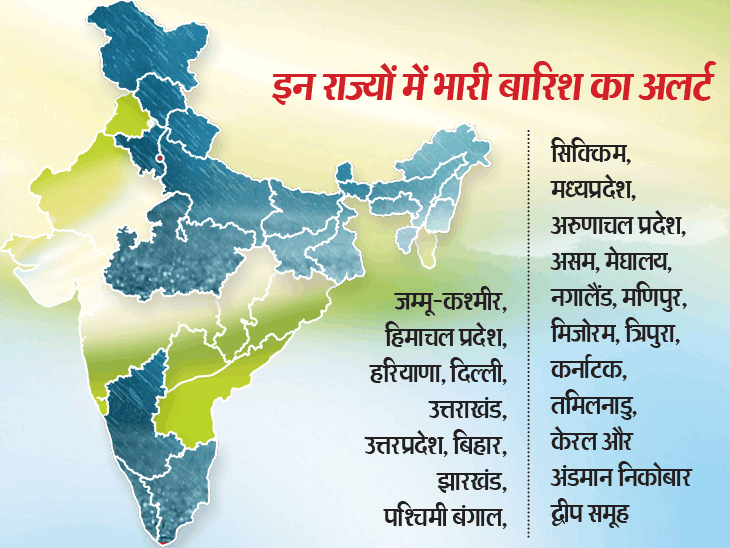 इन राज्यों में भारी बारिश का अलर्ट
जम्मू-कश्मीर,
हिमाचल प्रदेश,
हरियाणा, दिल्ली,
उत्तराखंड,
उत्तरप्रदेश, बिहार,
झारखंड,
पश्चिमी बंगाल,
सिक्किम,
मध्यप्रदेश,
अरुणाचल प्रदेश,
असम, मेघालय,
नगालैंड, मणिपुर,
मिजोरम, त्रिपुरा,
कर्नाटक,
तमिलनाडु,
केरल और
अंडमान निकोबार
द्वीप समूह